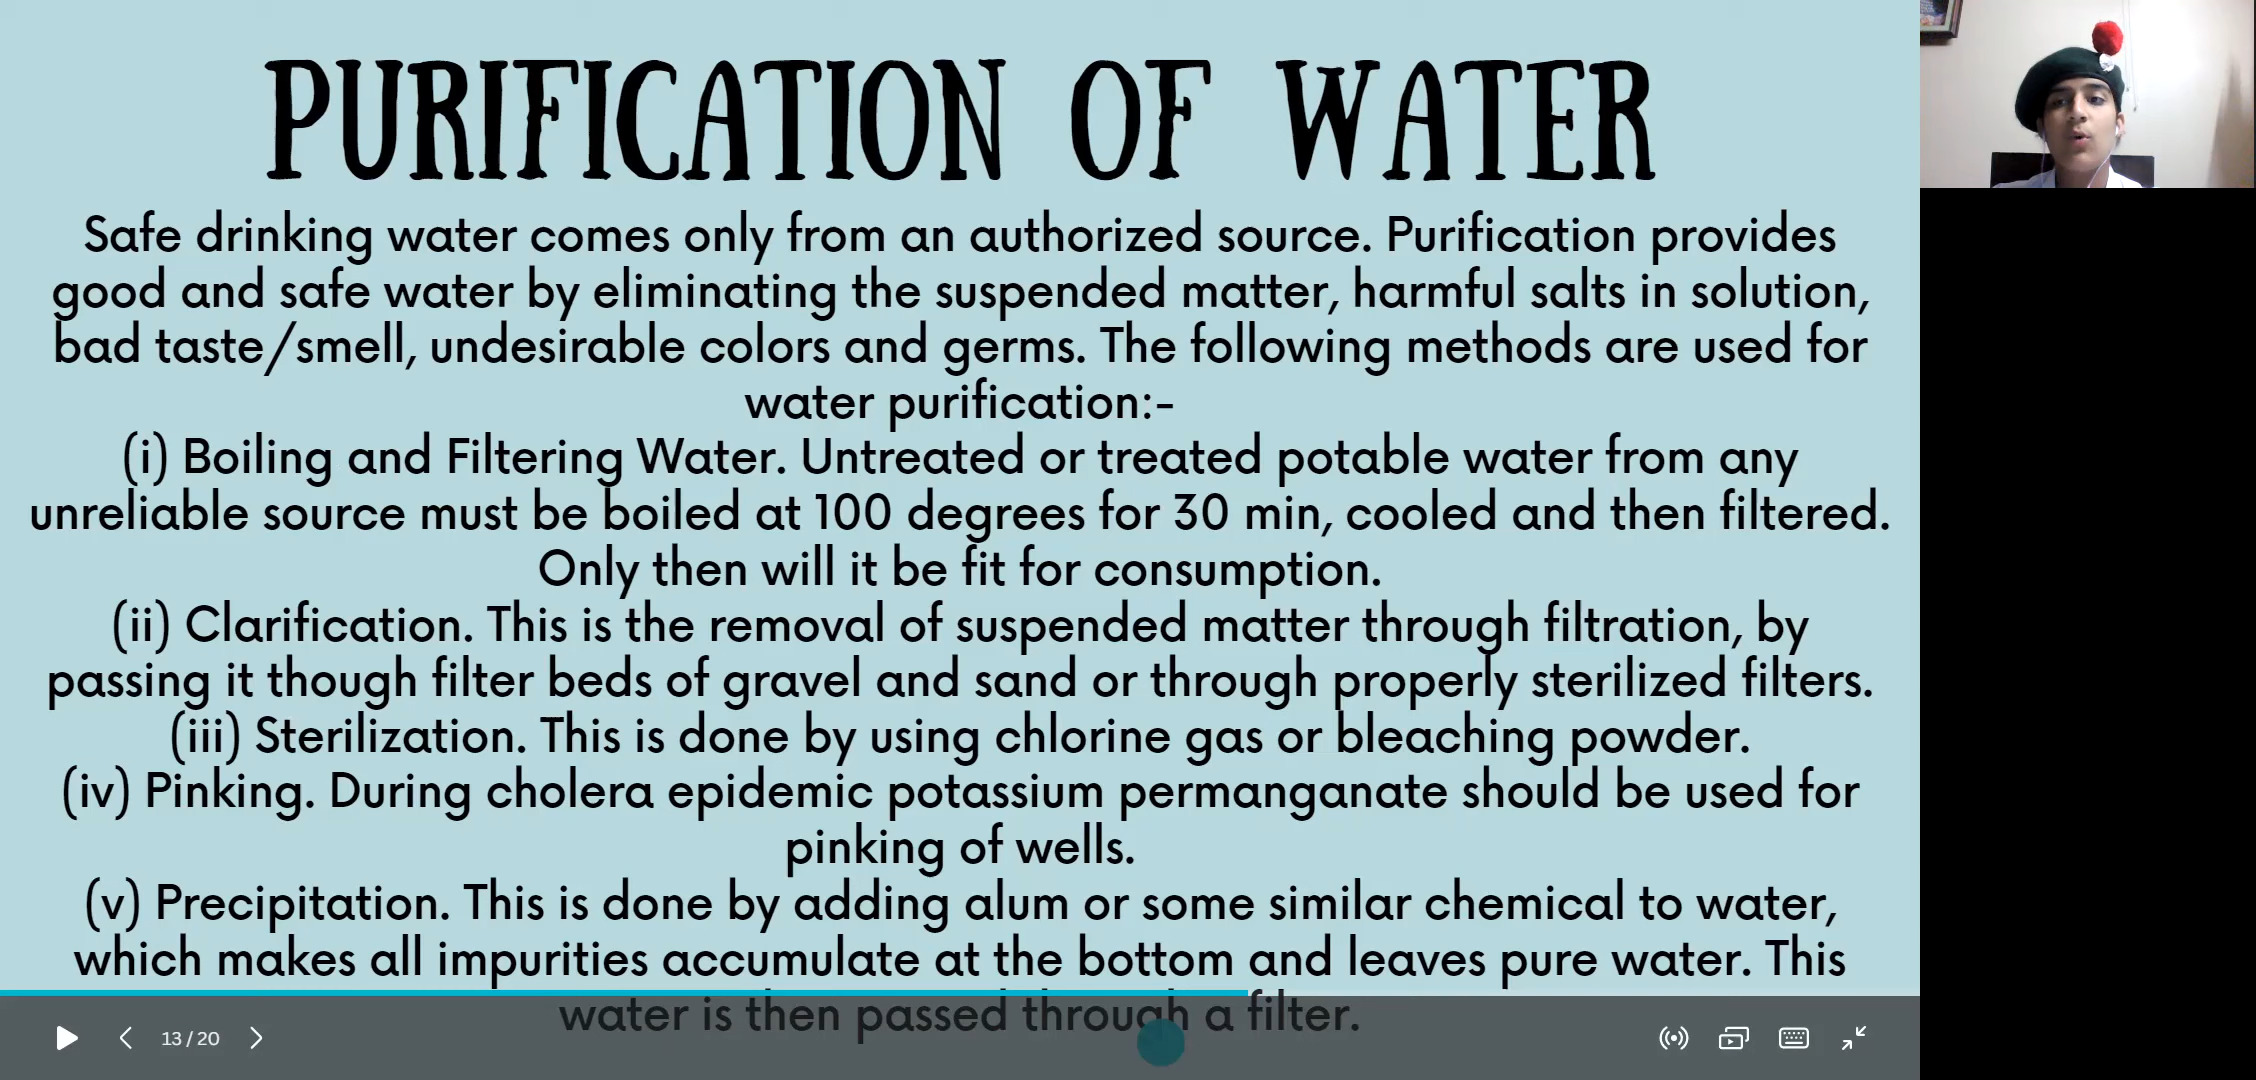 PURIFICATION OF WATER
Safe drinking water comes only from an authorized source. Purification provides
good and safe water by eliminating the suspended matter, harmful salts in solution,
bad taste/smell, undesirable colors and germs. The following methods are used for
water purification:-
(i) Boiling and Filtering Water. Untreated or treated potable water from any
unreliable source must be boiled at 100 degrees for 30 min, cooled and then filtered.
Only then will it be fit for consumption.
(ii) Clarification. This is the removal of suspended matter through filtration, by
passing it though filter beds of gravel and sand or through properly sterilized filters.
(iii) Sterilization. This is done by using chlorine gas or bleaching powder.
(iv) Pinking. During cholera epidemic potassium permanganate should be used for
pinking of wells.
(v) Precipitation. This is done by adding alum or some similar chemical to water,
which makes all impurities accumulate at the bottom and leaves pure water. This
water is then passed through a filter.
13 / 20